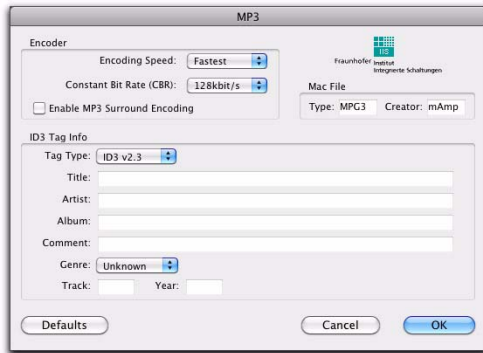 MP3
Encoder
Encoding Speed: Fastest
Constant Bit Rate (CBR): 128kbit/s
Enable MP3 Surround Encoding
IIS
Fraunhofer Institut
Integrierte Schaltungen
Mac File
Type: MPG3 Creator: mAmp
ID3 Tag Info
Tag Type: ID3 v2.3
Title:
Artist:
Album:
Comment:
Genre: Unknown
Track: Year:
Defaults Cancel OK